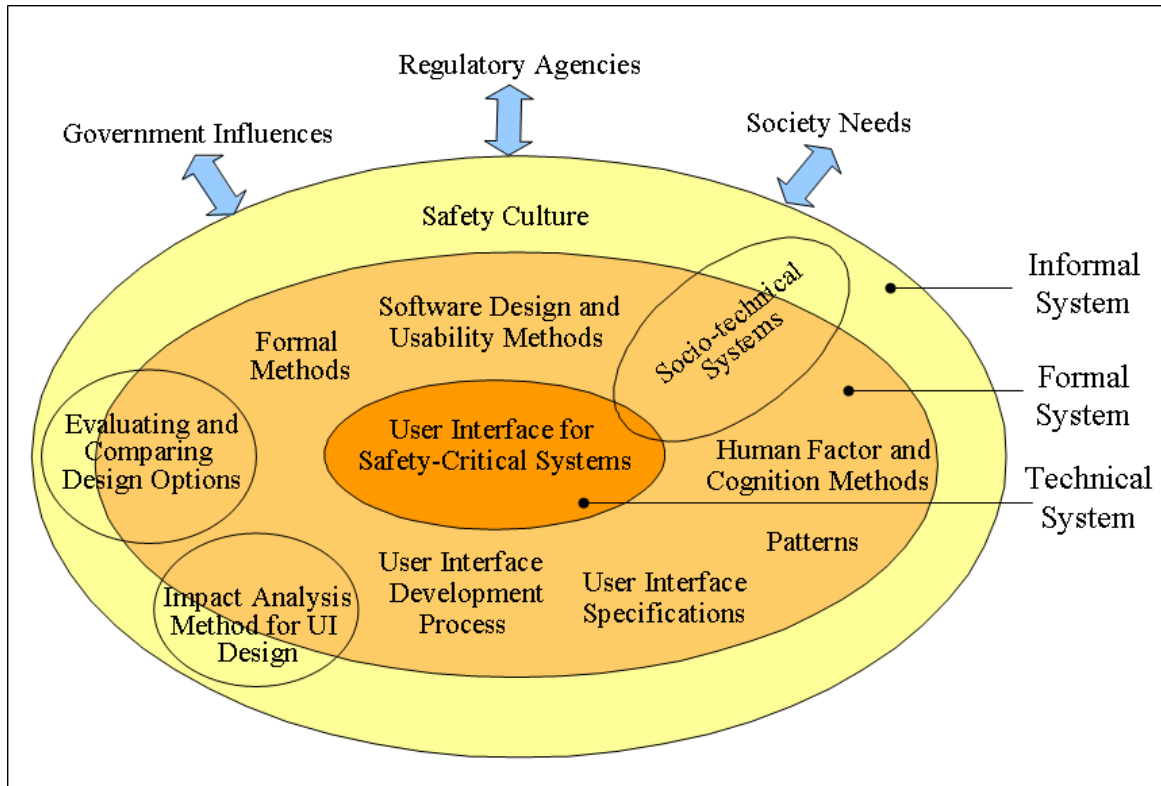 Regulatory Agencies
Government Influences
Society Needs
Safety Culture
Informal
System
Software Design and
Usability Methods
Socio-technical
Systems
Formal
Methods
Formal
System
Evaluating and
Comparing
Design Options
User Interface for
Safety-Critical Systems
Human Factor and
Cognition Methods
Technical
System
Patterns
User Interface
Development
Process
User Interface
Specifications
Impact Analysis
Method for UI
Design